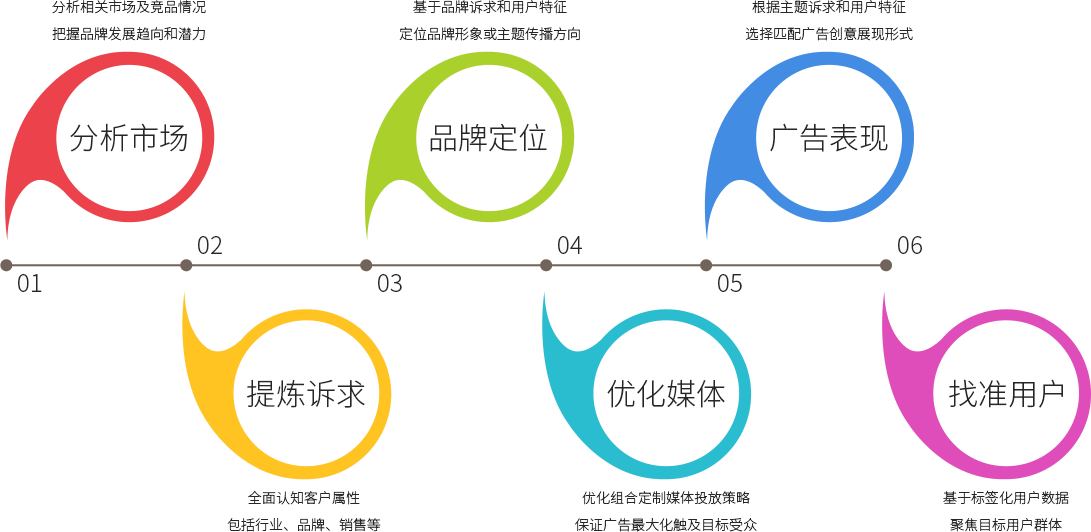 分析相关市场及竞品情况
把握品牌发展趋向和潜力
分析市场
01
02
提炼诉求
全面认知客户属性
包括行业、品牌、销售等
基于品牌诉求和用户特征
定位品牌形象或主题传播方向
品牌定位
03
04
优化媒体
优化组合定制媒体投放策略
保证广告最大化触及目标受众
根据主题诉求和用户特征
选择匹配广告创意展现形式
广告表现
05
06
找准用户
基于标签化用户数据
聚焦目标用户群体